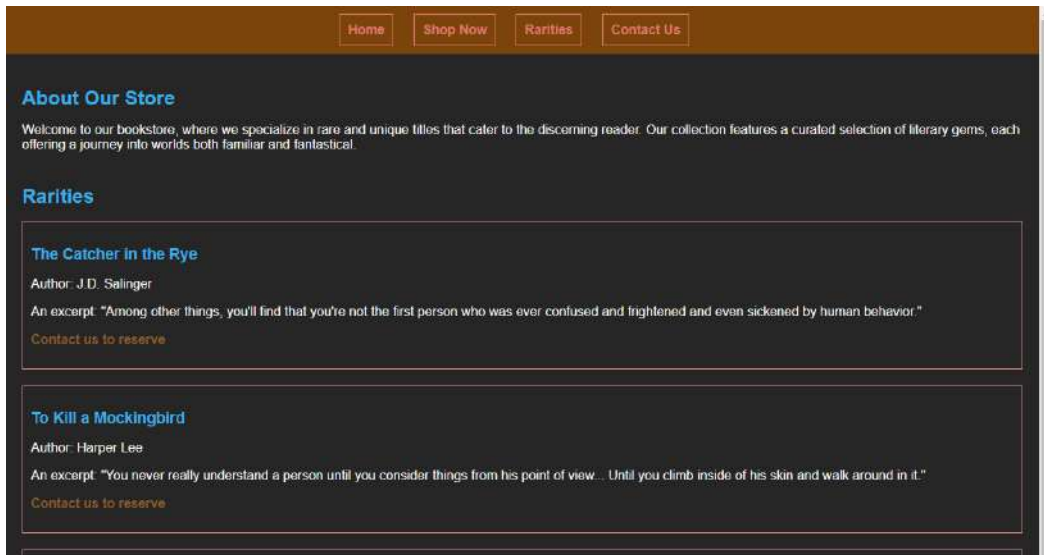 Home
Shop Now
Rarities
Contact Us
About Our Store
Welcome to our bookstore, where we specialize in rare and unique titles that cater to the discerning reader. Our collection features a curated selection of literary gems, each
offering a journey into worlds both familiar and fantastical.
Rarities
The Catcher in the Rye
Author: J.D. Salinger
An excerpt: "Among other things, you'll find that you're not the first person who was ever confused and frightened and even sickened by human behavior."
Contact us to reserve
To Kill a Mockingbird
Author: Harper Lee
An excerpt: "You never really understand a person until you consider things from his point of view... Until you climb inside of his skin and walk around in it."
Contact us to reserve